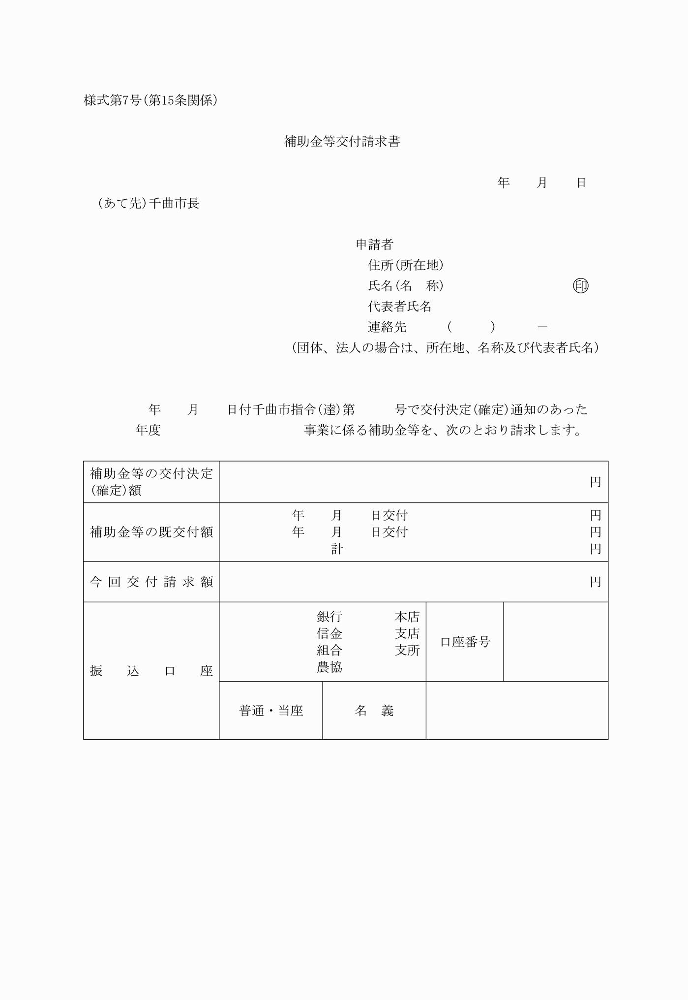 様式第7号(第15条関係)
補助金等交付請求書
年　　月　　日
(あて先)千曲市長
申請者
住所(所在地)
氏名(名　称)　　　　　　　　　　㊞
代表者氏名
連絡先　　　(　　　)　　　－
(団体、法人の場合は、所在地、名称及び代表者氏名)
年　　月　　日付千曲市指令(達)第　　　号で交付決定(確定)通知のあった
年度　　　　　　　　　　　事業に係る補助金等を、次のとおり請求します。
補助金等の交付決定
(確定)額
円
補助金等の既交付額
年　　月　　日交付　　　　　　　　　　　　　　円
年　　月　　日交付　　　　　　　　　　　　　　円
計　　　　　　　　　　　　　　　　　　　円
今回交付請求額
円
振込口座
銀行　　　　本店
信金　　　　支店
組合　　　　支所
農協
口座番号
普通・当座
名　義